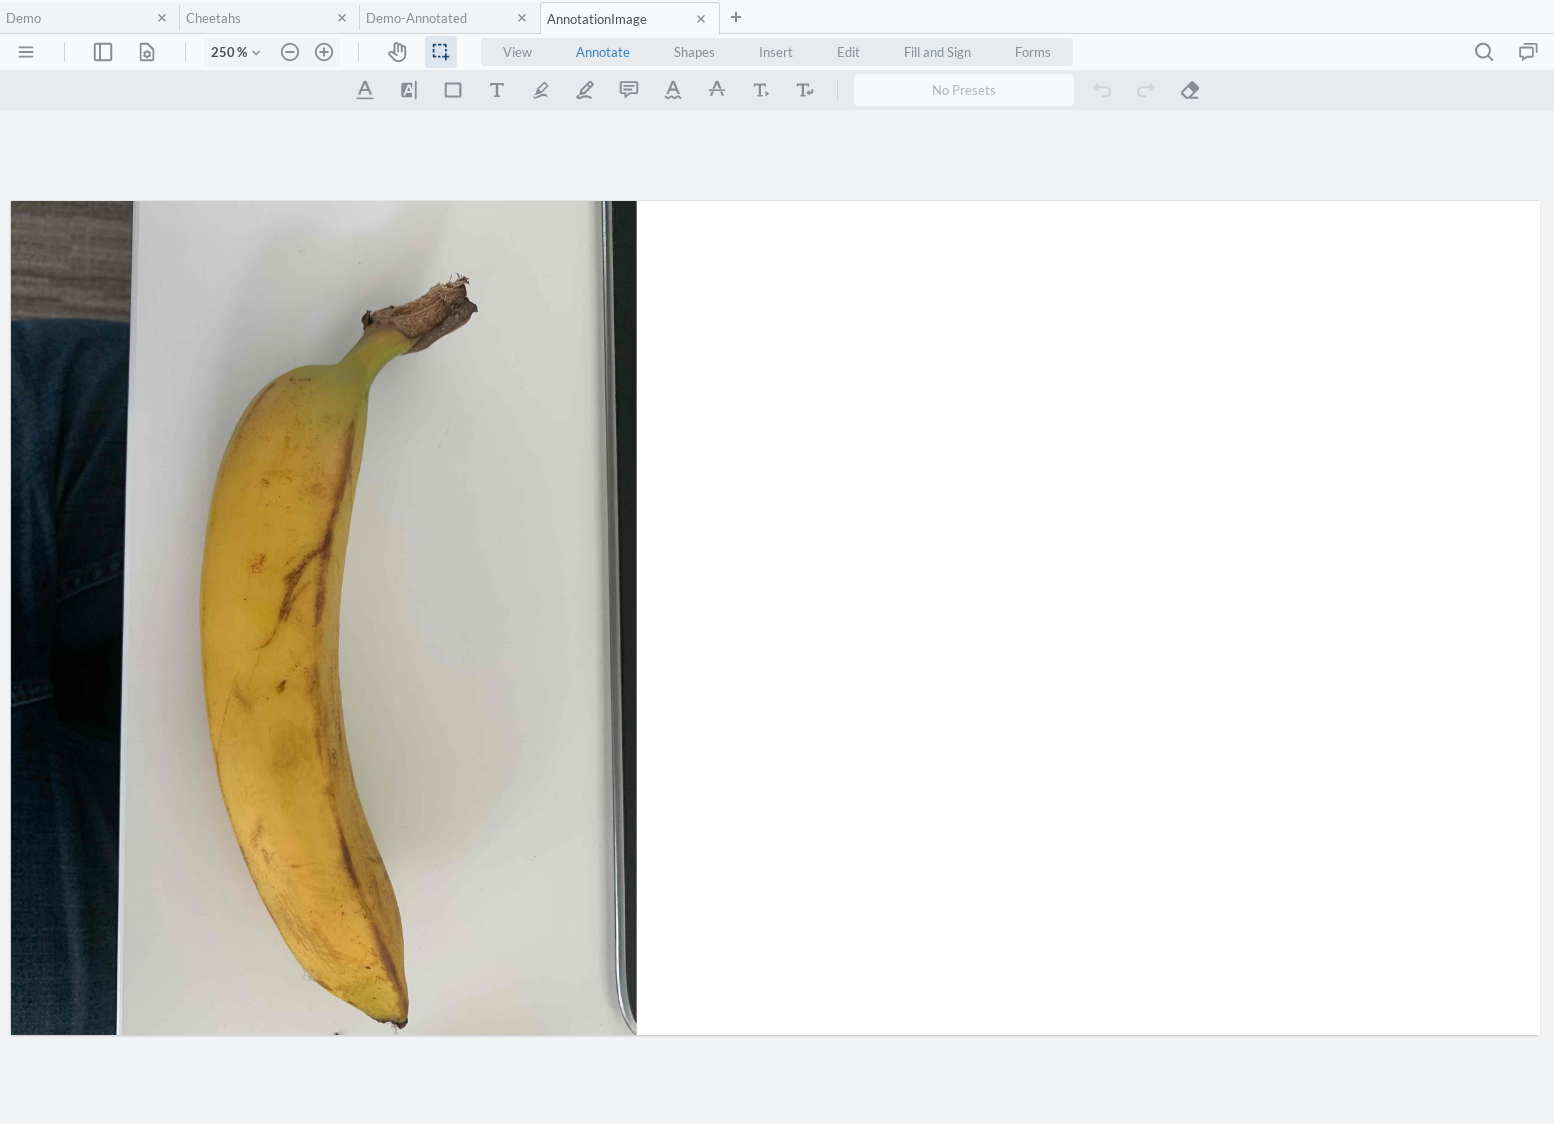 Demo
Cheetahs
Demo-Annotated
AnnotationImage
250 %
View
Annotate
Shapes
Insert
Edit
Fill and Sign
Forms
No Presets